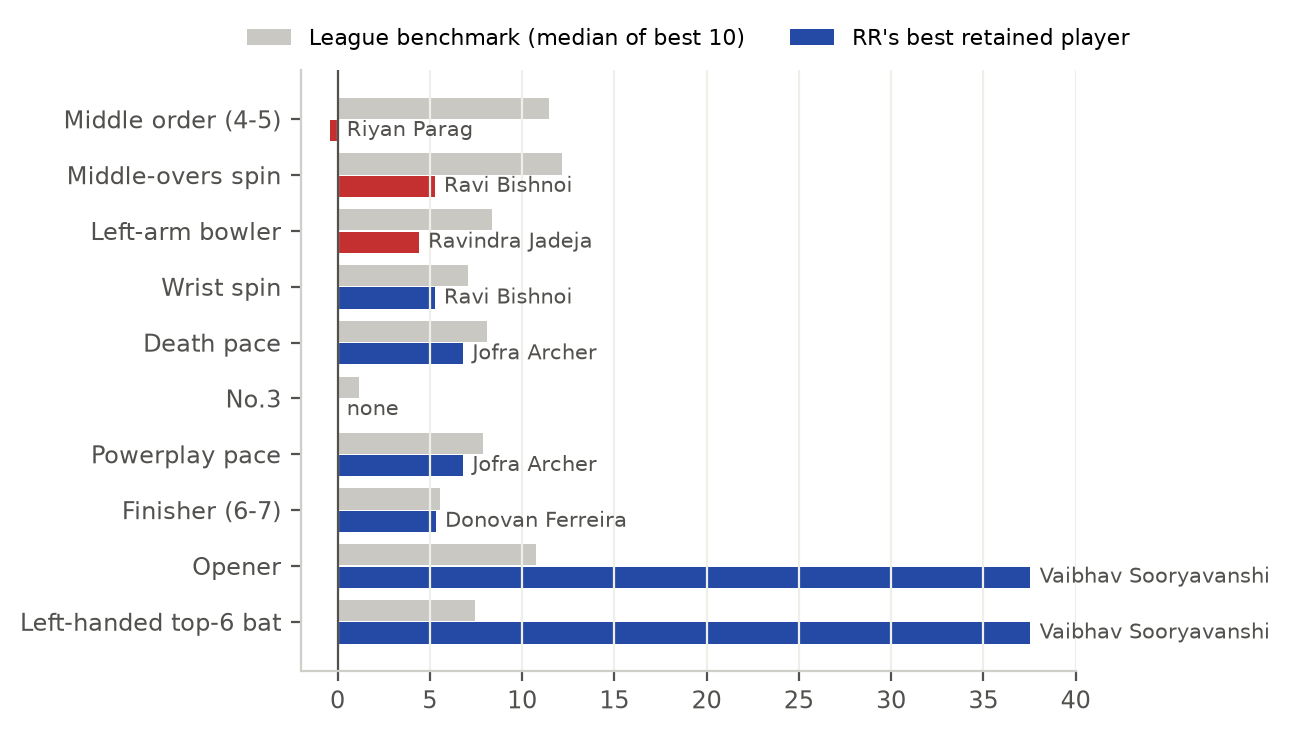 League benchmark (median of best 10) RR's best retained player
Middle order (4-5)
Riyan Parag
Middle-overs spin
Ravi Bishnoi
Left-arm bowler
Ravindra Jadeja
Wrist spin
Ravi Bishnoi
Death pace
Jofra Archer
No.3
none
Powerplay pace
Jofra Archer
Finisher (6-7)
Donovan Ferreira
Opener
Vaibhav Sooryavanshi
Left-handed top-6 bat
Vaibhav Sooryavanshi
0 5 10 15 20 25 30 35 40